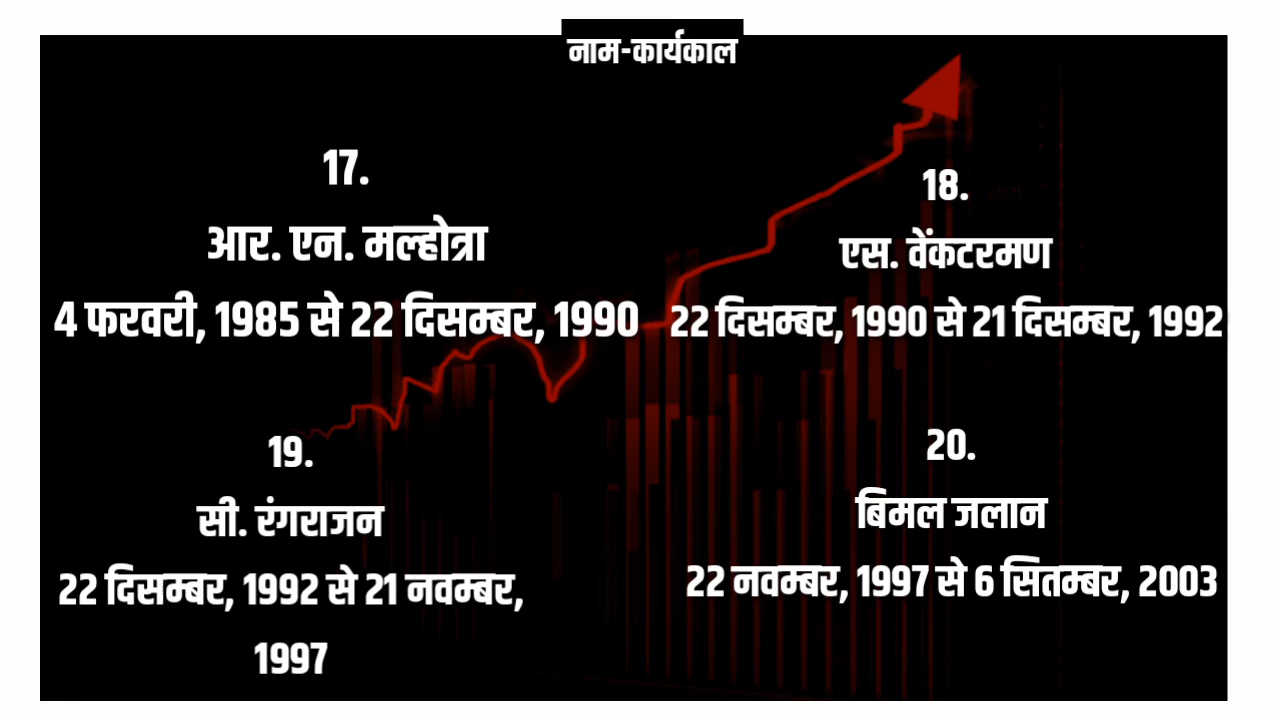 नाम-कार्यकाल
17.
आर. एन. मल्होत्रा
4 फरवरी, 1985 से 22 दिसम्बर, 1990
18.
एस. वेंकटरमण
22 दिसम्बर, 1990 से 21 दिसम्बर, 1992
19.
सी. रंगराजन
22 दिसम्बर, 1992 से 21 नवम्बर,
1997
20.
बिमल जलान
22 नवम्बर, 1997 से 6 सितम्बर, 2003